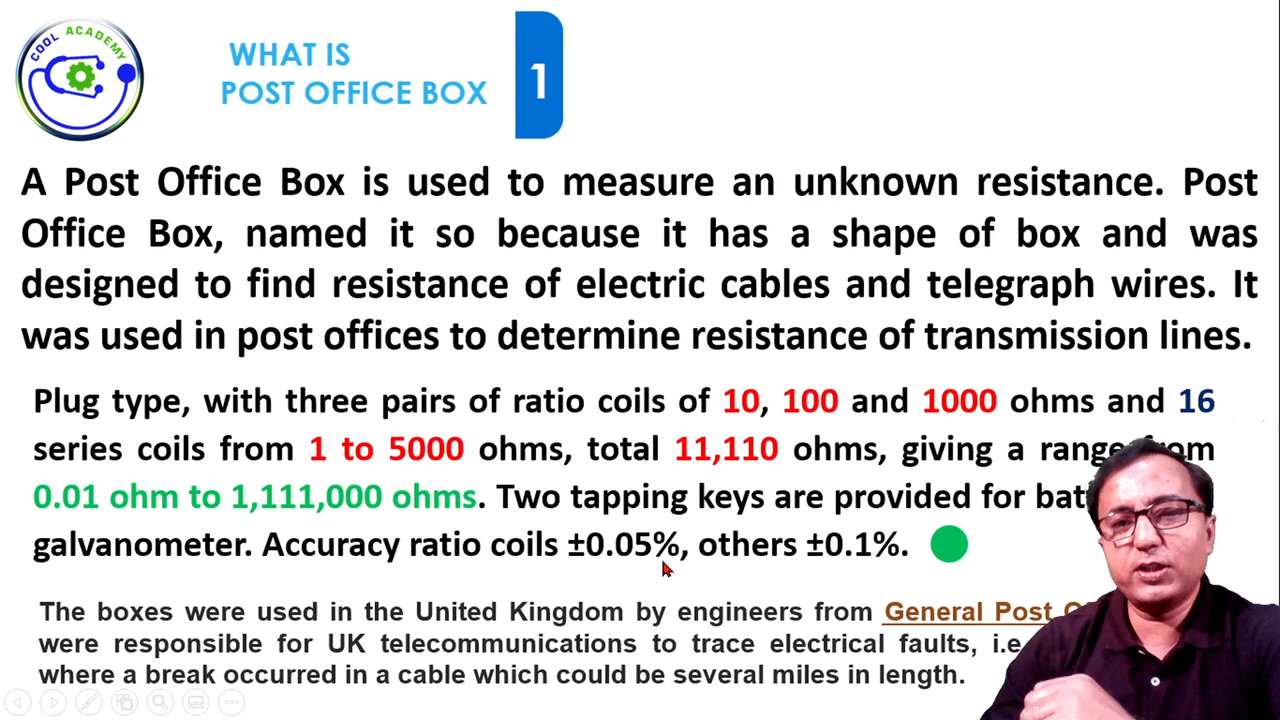 COOL ACADEMY
WHAT IS
POST OFFICE BOX
1
A Post Office Box is used to measure an unknown resistance. Post
Office Box, named it so because it has a shape of box and was
designed to find resistance of electric cables and telegraph wires. It
was used in post offices to determine resistance of transmission lines.
Plug type, with three pairs of ratio coils of 10, 100 and 1000 ohms and 16
series coils from 1 to 5000 ohms, total 11,110 ohms, giving a range from
0.01 ohm to 1,111,000 ohms. Two tapping keys are provided for
galvanometer. Accuracy ratio coils ±0.05%, others ±0.1%.
The boxes were used in the United Kingdom by engineers from General Post
were responsible for UK telecommunications to trace electrical faults, i.e
where a break occurred in a cable which could be several miles in length.